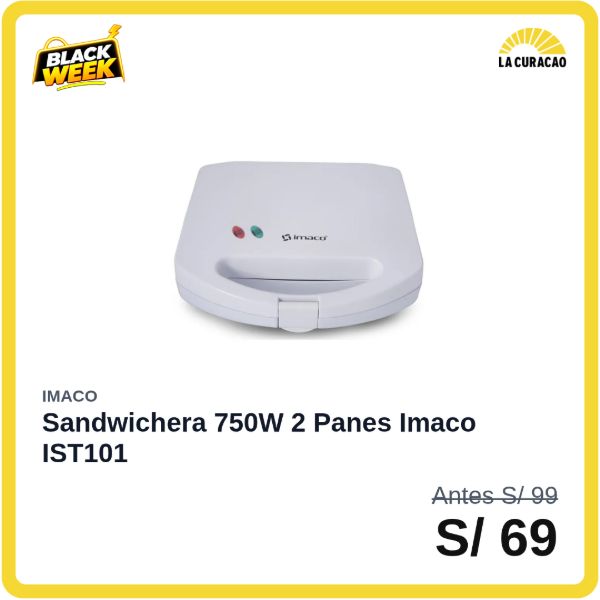 BLACK
WEEK
LA CURACAO
imaco
IMACO
Sandwichera 750W 2 Panes Imaco
IST101
Antes S/ 99
S/ 69